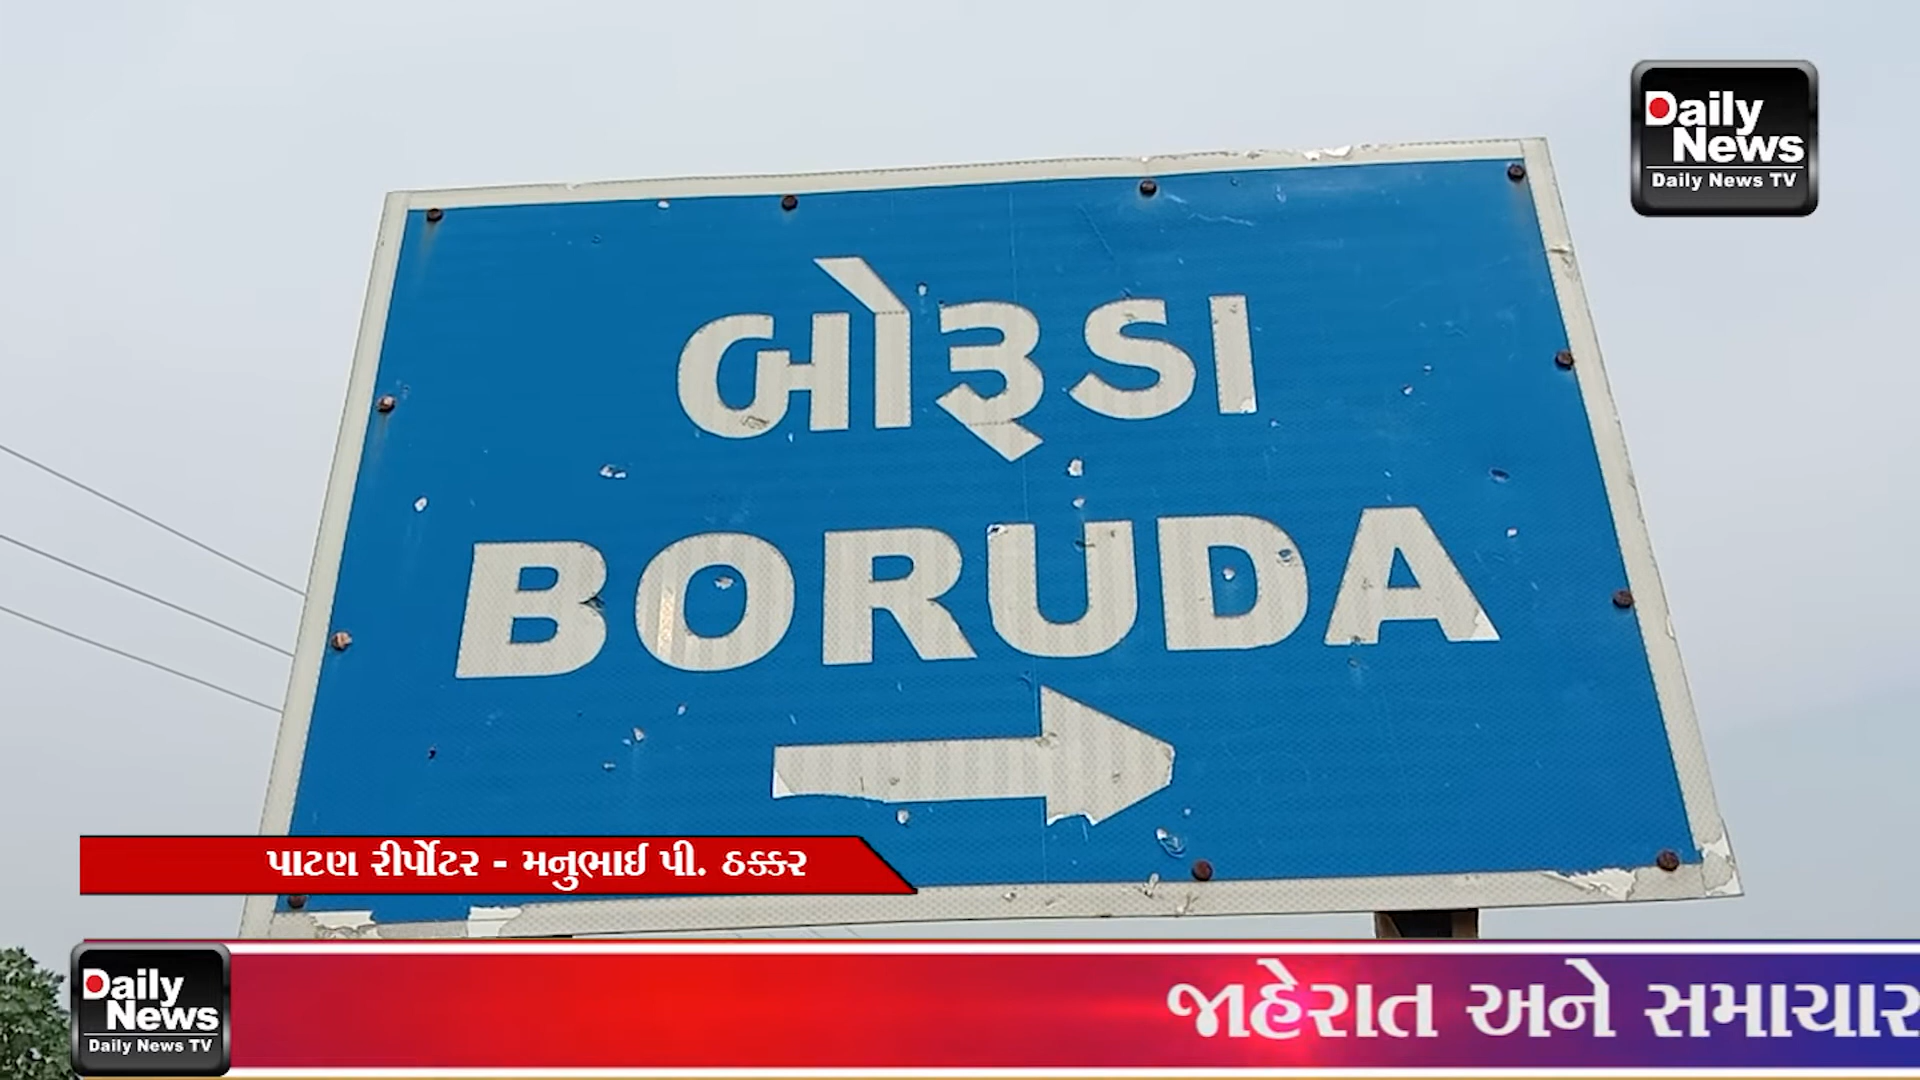 Daily
News
Daily News TV
બોરૂડા
BORUDA
પાટણ રીર્પોટર - મનુભાઈ પી. ઠક્કર
Daily
News
Daily News TV
જાહેરાત અને સમાચાર